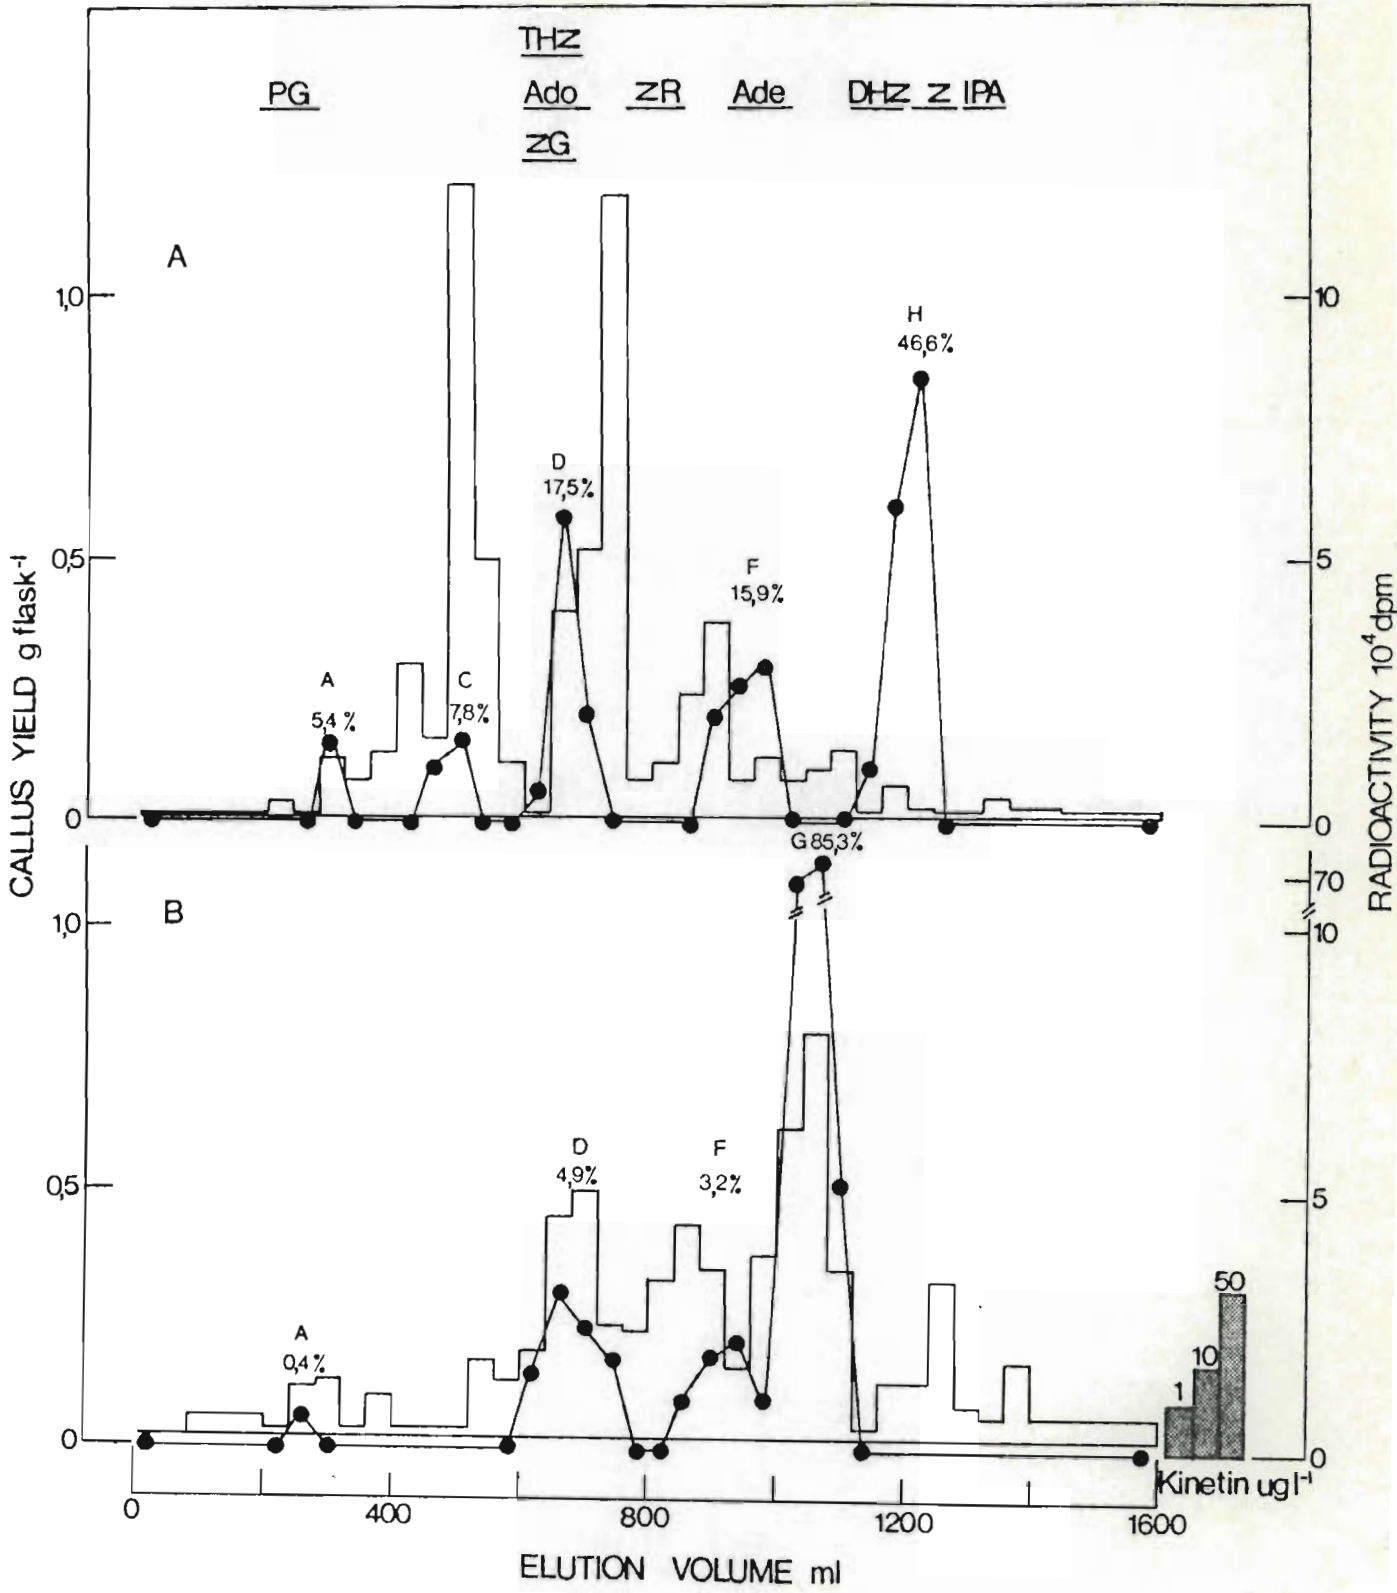 THZ
PG Ado ZR Ade DHZ Z IPA
ZG
A
1,0 10
H
46,6%
D
17,5%
0,5 5
F
15,9%
A
5,4%
C
7,8%
0 0
G 85,3%
70
B
1,0 10
D
4,9%
F
3,2%
0,5 5
A
0,4%
50
10
1
0 0
Kinetin ug l⁻¹
0 400 800 1200 1600
ELUTION VOLUME ml
CALLUS YIELD g flask⁻¹
RADIOACTIVITY 10⁴ dpm